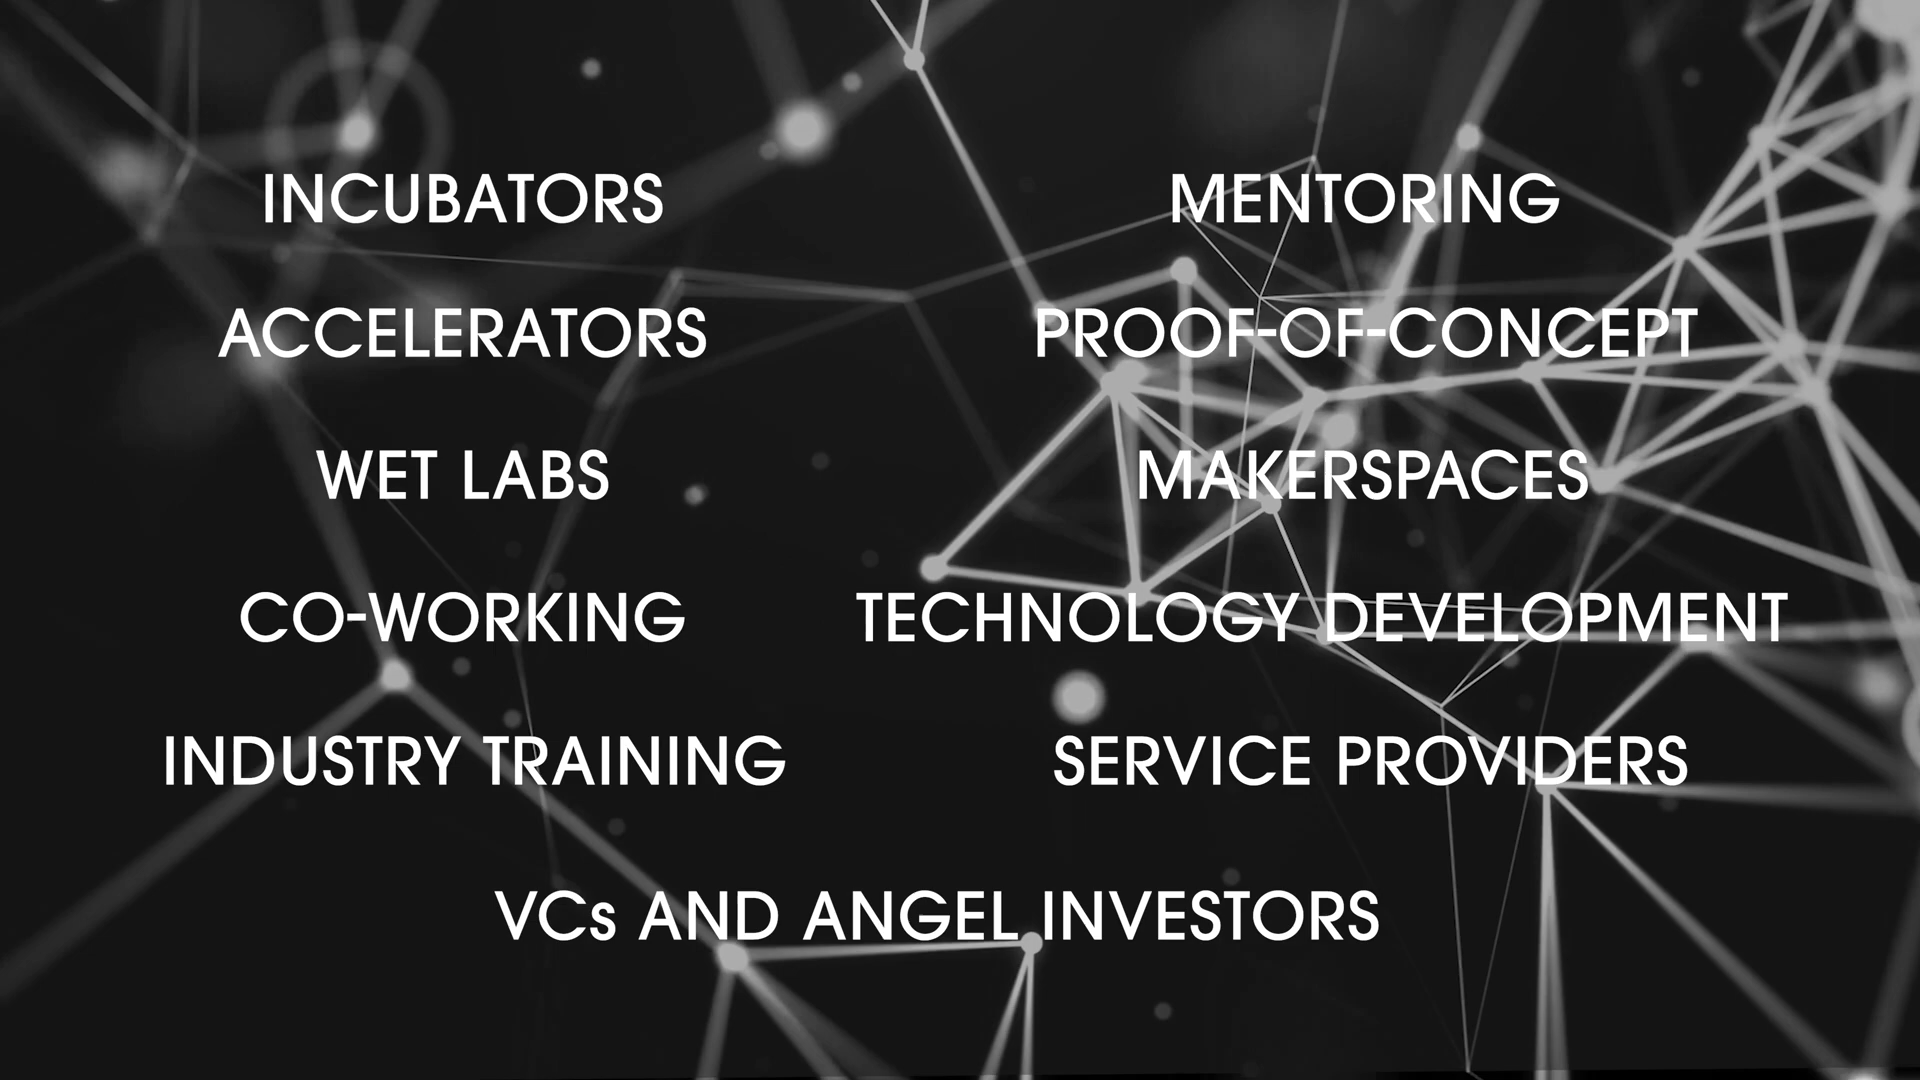 INCUBATORS
MENTORING
ACCELERATORS
PROOF-OF-CONCEPT
WET LABS
MAKERSPACES
CO-WORKING
TECHNOLOGY DEVELOPMENT
INDUSTRY TRAINING
SERVICE PROVIDERS
VCs AND ANGEL INVESTORS